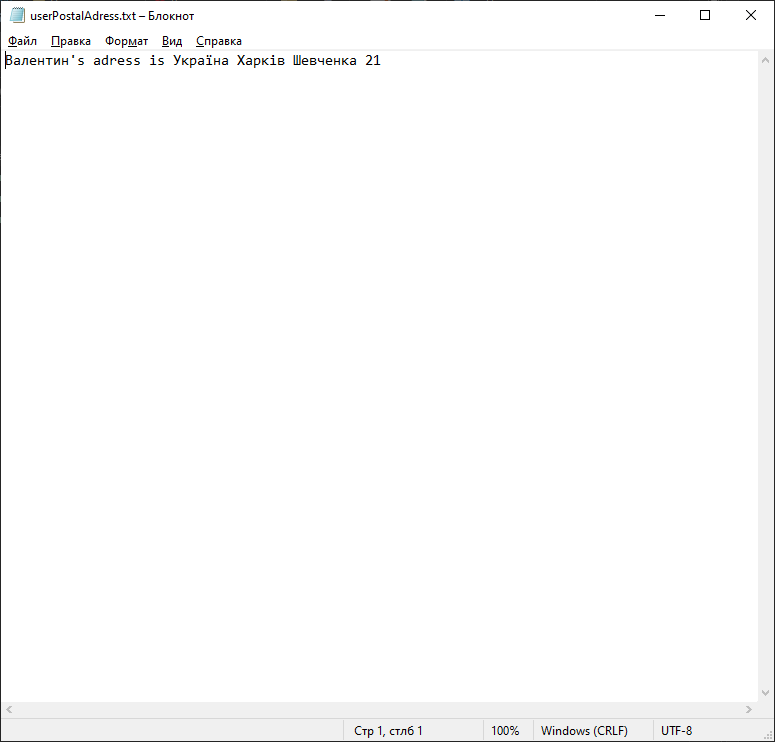 userPostalAdress.txt – Блокнот
Файл Правка Формат Вид Справка
Валентин's adress is Україна Харків Шевченка 21
Стр 1, стлб 1 100% Windows (CRLF) UTF-8